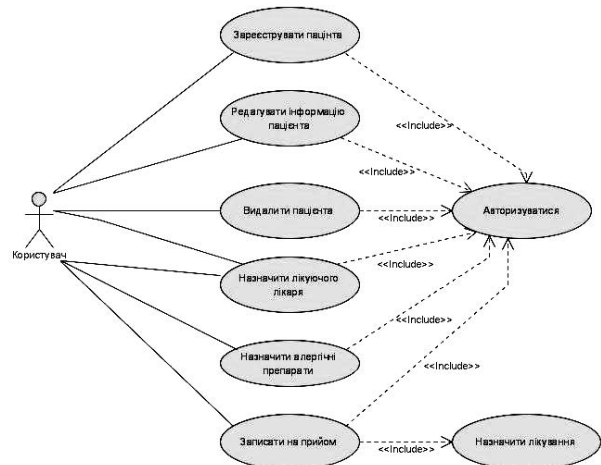 Зареєструвати пацінта
<<Include>>
Редагувати інформацію
пацієнта
<<Include>>
Видалити пацієнта
<<Include>>
Авторизуватися
Користувач
Назначити лікуючого
лікаря
<<Include>>
Назначити алергічні
препарати
<<Include>>
<<Include>>
Записати на прийом
<<Include>>
Назначити лікування